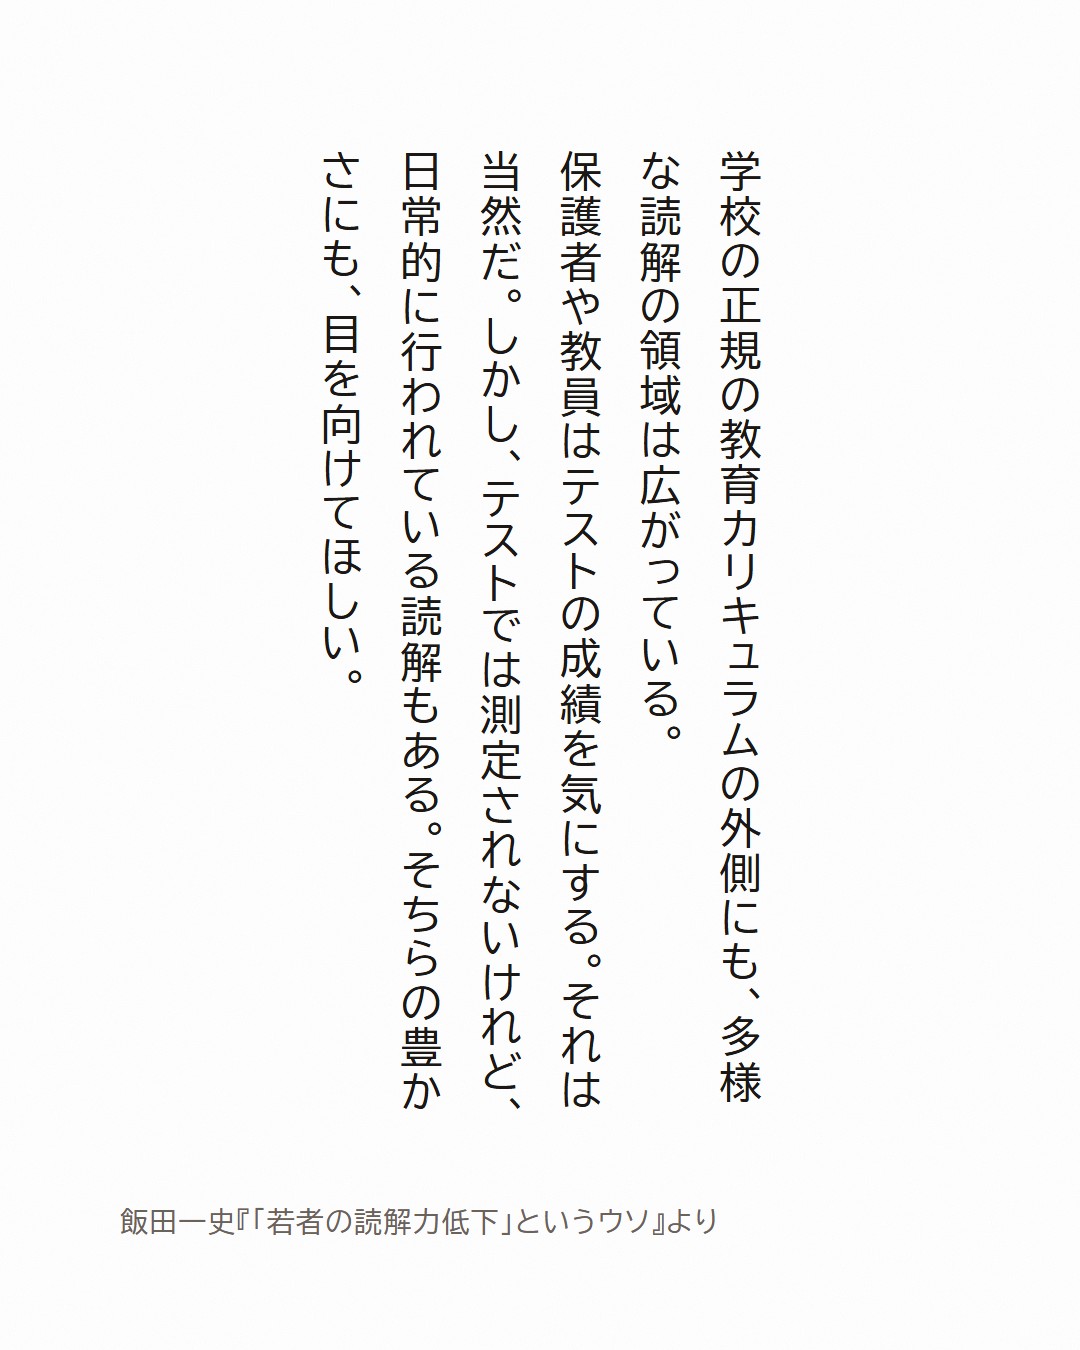 学校の正規の教育カリキュラムの外側にも、多様
な読解の領域は広がっている。
保護者や教員はテストの成績を気にする。それは
当然だ。しかし、テストでは測定されないけれど、
日常的に行われている読解もある。そちらの豊か
さにも、目を向けてほしい。
飯田一史『「若者の読解力低下」というウソ』より